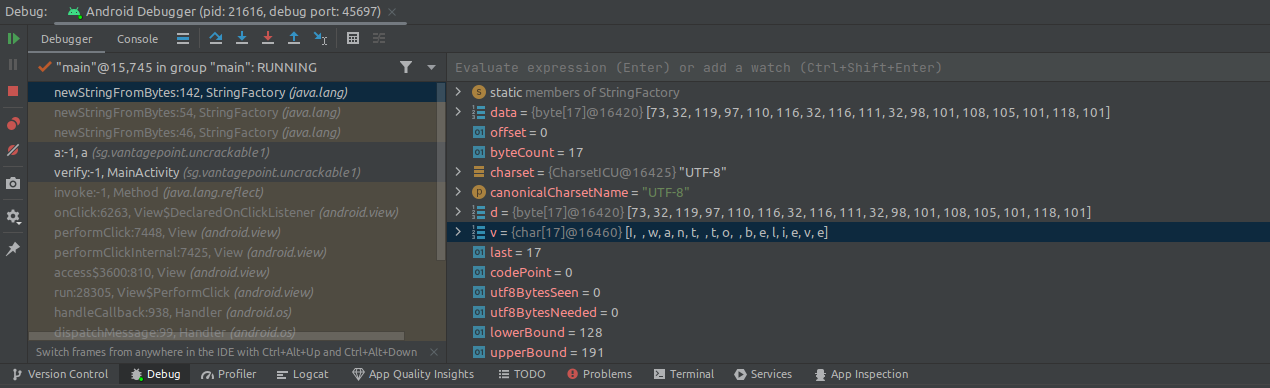 Debug: Android Debugger (pid: 21616, debug port: 45697) ×
Debugger Console
"main"@15,745 in group "main": RUNNING
newStringFromBytes:142, StringFactory (java.lang)
newStringFromBytes:54, StringFactory (java.lang)
newStringFromBytes:46, StringFactory (java.lang)
a:-1, a (sg.vantagepoint.uncrackable1)
verify:-1, MainActivity (sg.vantagepoint.uncrackable1)
invoke:-1, Method (java.lang.reflect)
onClick:6263, View$DeclaredOnClickListener (android.view)
performClick:7448, View (android.view)
performClickInternal:7425, View (android.view)
access$3600:810, View (android.view)
run:28305, View$PerformClick (android.view)
handleCallback:938, Handler (android.os)
dispatchMessage:99, Handler (android.os)
Switch frames from anywhere in the IDE with Ctrl+Alt+Up and Ctrl+Alt+Down ×
Evaluate expression (Enter) or add a watch (Ctrl+Shift+Enter)
static members of StringFactory
data = {byte[17]@16420} [73, 32, 119, 97, 110, 116, 32, 116, 111, 32, 98, 101, 108, 105, 101, 118, 101]
offset = 0
byteCount = 17
charset = {CharsetICU@16425} "UTF-8"
canonicalCharsetName = "UTF-8"
d = {byte[17]@16420} [73, 32, 119, 97, 110, 116, 32, 116, 111, 32, 98, 101, 108, 105, 101, 118, 101]
v = {char[17]@16460} [I, , w, a, n, t, , t, o, , b, e, l, i, e, v, e]
last = 17
codePoint = 0
utf8BytesSeen = 0
utf8BytesNeeded = 0
lowerBound = 128
upperBound = 191
Version Control Debug Profiler Logcat App Quality Insights TODO Problems Terminal Services App Inspection